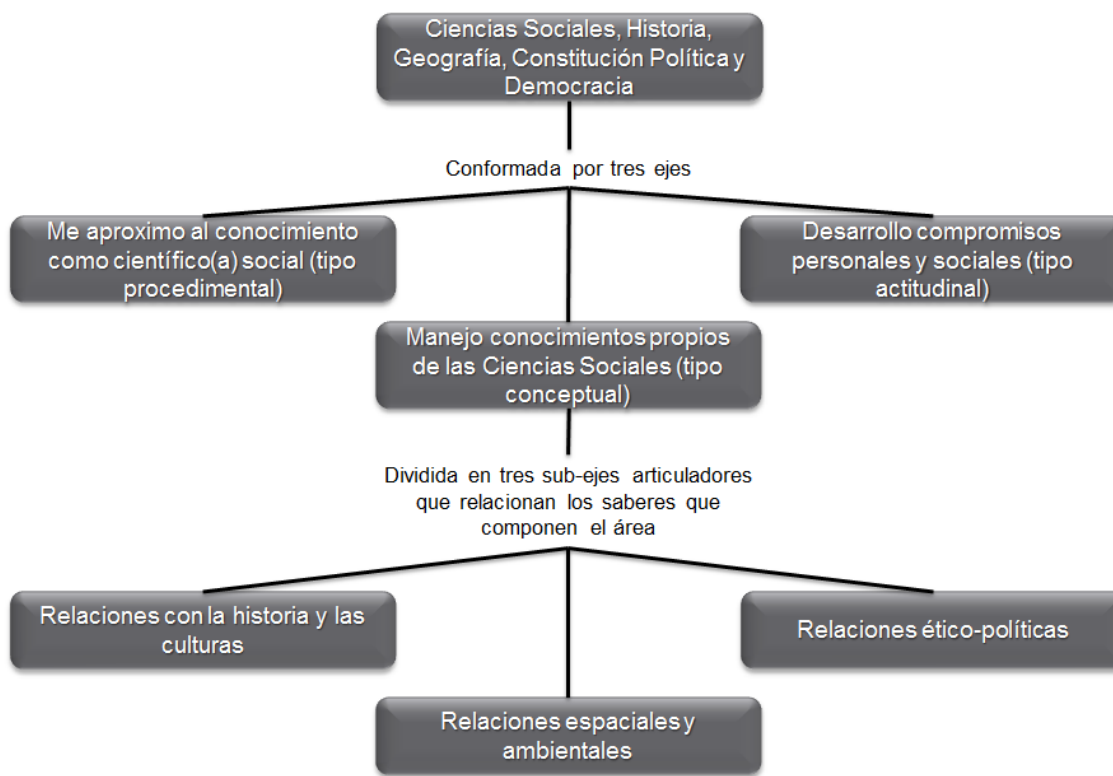 Ciencias Sociales, Historia,
Geografía, Constitución Política y
Democracia
Conformada por tres ejes
Me aproximo al conocimiento
como científico(a) social (tipo
procedimental)
Desarrollo compromisos
personales y sociales (tipo
actitudinal)
Manejo conocimientos propios
de las Ciencias Sociales (tipo
conceptual)
Dividida en tres sub-ejes articuladores
que relacionan los saberes que
componen el área
Relaciones con la historia y las
culturas
Relaciones ético-políticas
Relaciones espaciales y
ambientales